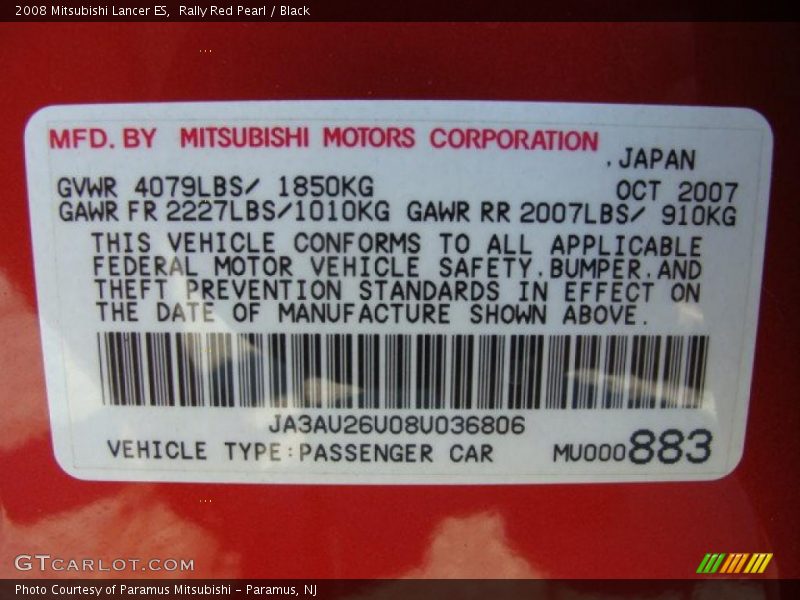 2008 Mitsubishi Lancer ES,  Rally Red Pearl / Black
MFD. BY  MITSUBISHI MOTORS CORPORATION
.JAPAN
GVWR 4079LBS/ 1850KG
OCT 2007
GAWR FR 2227LBS/1010KG GAWR RR 2007LBS/ 910KG
THIS VEHICLE CONFORMS TO ALL APPLICABLE
FEDERAL MOTOR VEHICLE SAFETY.BUMPER.AND
THEFT PREVENTION STANDARDS IN EFFECT ON
THE DATE OF MANUFACTURE SHOWN ABOVE.
JA3AU26U08U036806
VEHICLE TYPE:PASSENGER CAR
MU000883
GTCARLOT.COM
Photo Courtesy of Paramus Mitsubishi - Paramus, NJ